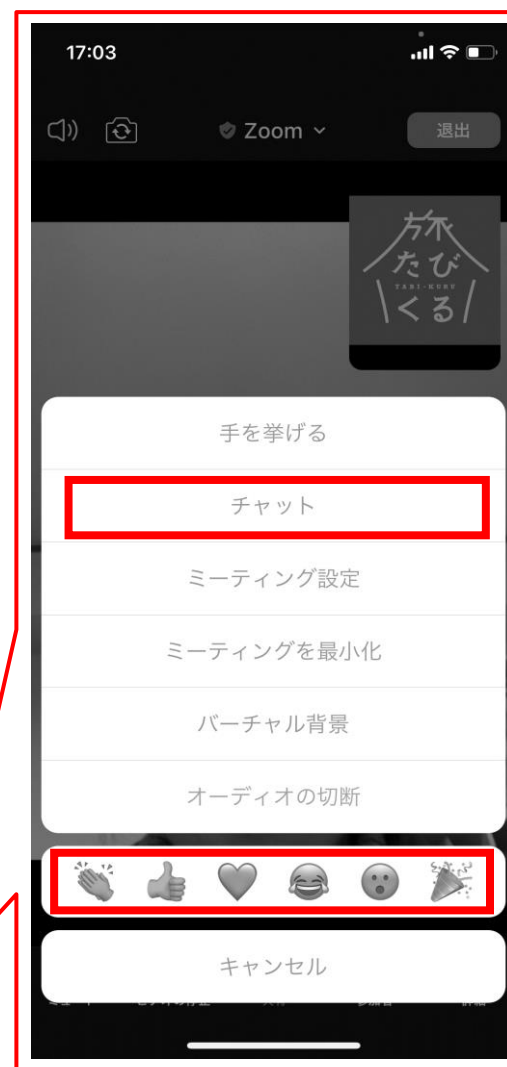 17:03
Zoom
退出
旅
たび
TABI-KURU
くる
手を挙げる
チャット
ミーティング設定
ミーティングを最小化
バーチャル背景
オーディオの切断
キャンセル